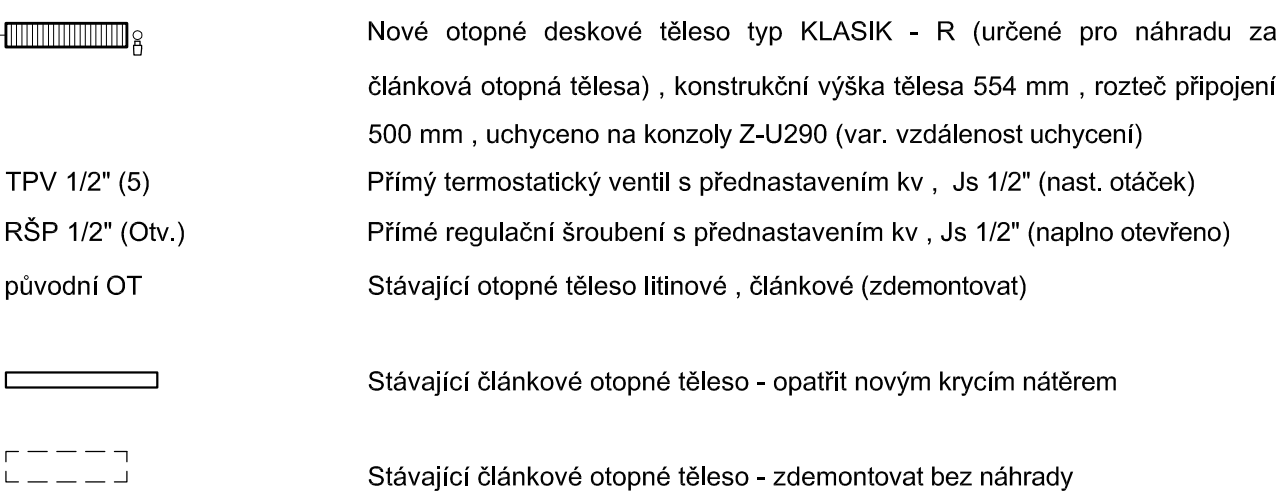 Nové otopné deskové těleso typ KLASIK - R (určené pro náhradu za
článková otopná tělesa) , konstrukční výška tělesa 554 mm , rozteč připojení
500 mm , uchyceno na konzoly Z-U290 (var. vzdálenost uchycení)
TPV 1/2" (5) Přímý termostatický ventil s přednastavením kv , Js 1/2" (nast. otáček)
RŠP 1/2" (Otv.) Přímé regulační šroubení s přednastavením kv , Js 1/2" (naplno otevřeno)
původní OT Stávající otopné těleso litinové , článkové (zdemontovat)
Stávající článkové otopné těleso - opatřit novým krycím nátěrem
Stávající článkové otopné těleso - zdemontovat bez náhrady